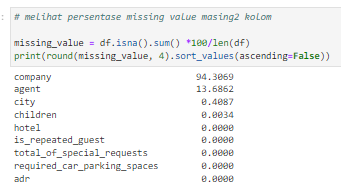 # melihat persentase missing value masing2 kolom
missing_value = df.isna().sum() *100/len(df)
print(round(missing_value, 4).sort_values(ascending=False))
company 94.3069
agent 13.6862
city 0.4087
children 0.0034
hotel 0.0000
is_repeated_guest 0.0000
total_of_special_requests 0.0000
required_car_parking_spaces 0.0000
adr 0.0000